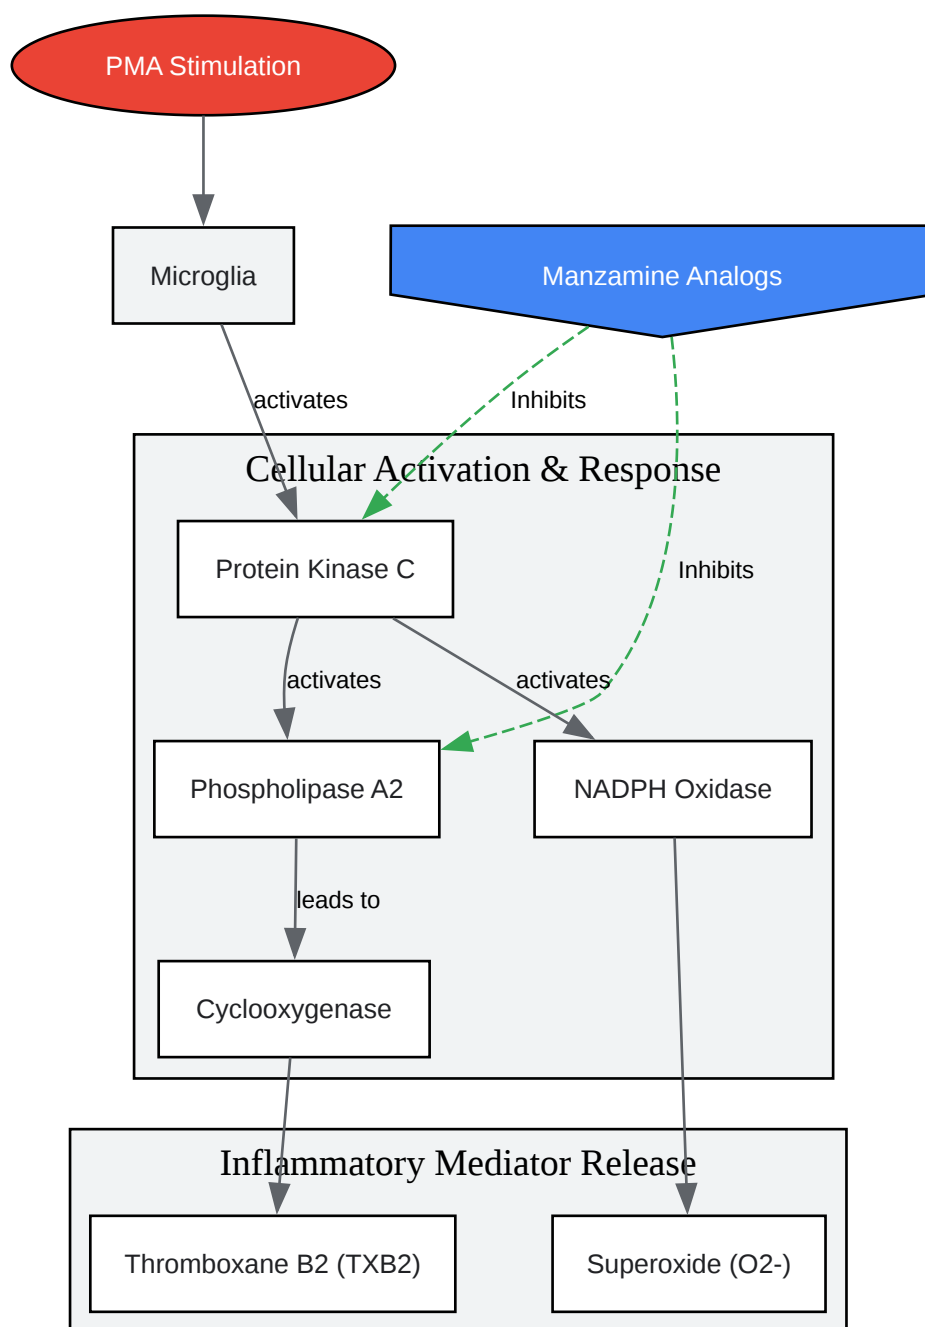 PMA Stimulation
Microglia
Manzamine Analogs
activates
Inhibits
Cellular Activation & Response
Protein Kinase C
Inhibits
activates
activates
Phospholipase A2
NADPH Oxidase
leads to
Cyclooxygenase
Inflammatory Mediator Release
Thromboxane B2 (TXB2)
Superoxide (O2-)